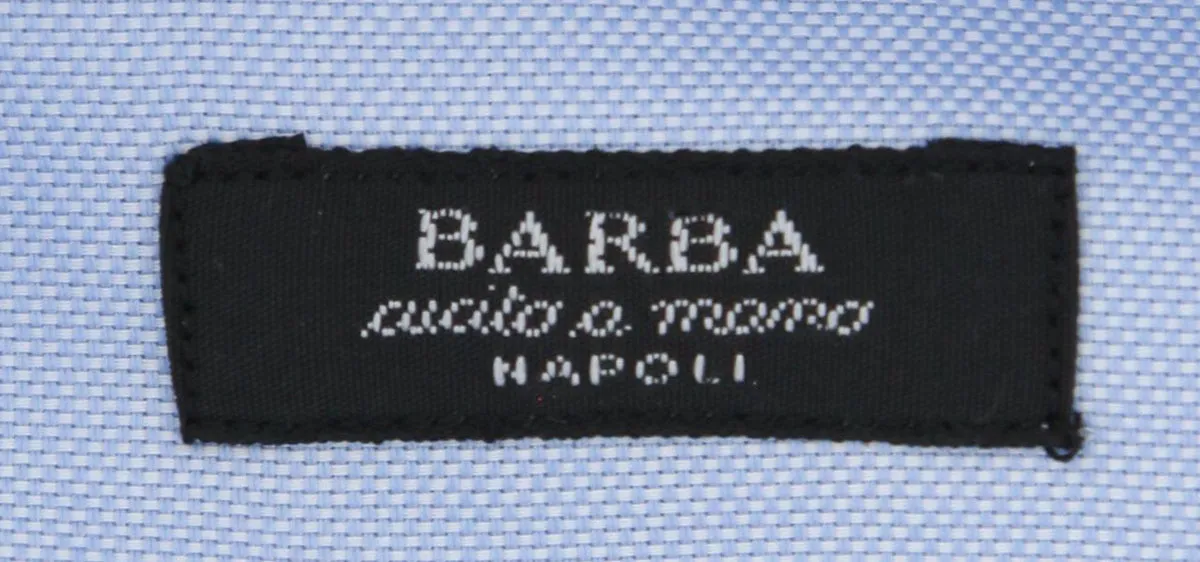 BARBA
cucito a mano
NAPOLI